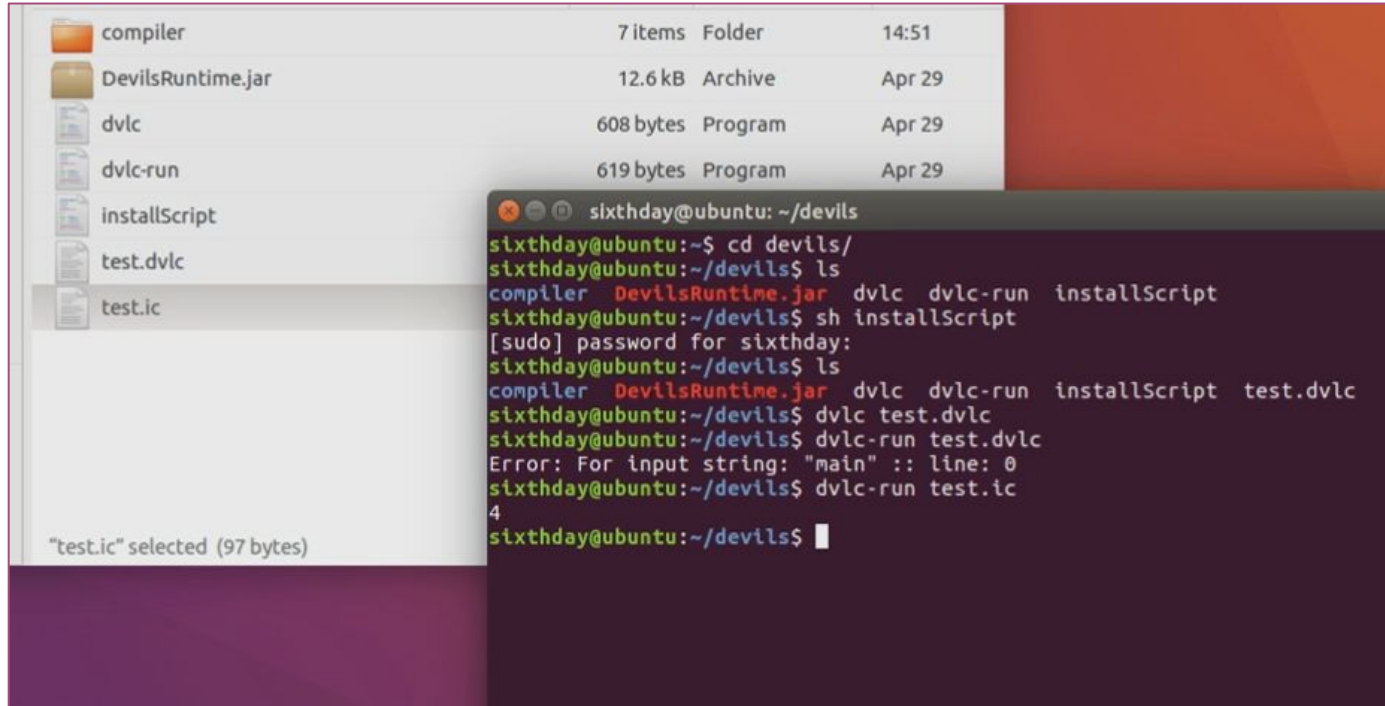 compiler 7 items Folder 14:51
DevilsRuntime.jar 12.6 kB Archive Apr 29
dvlc 608 bytes Program Apr 29
dvlc-run 619 bytes Program Apr 29
installScript
test.dvlc
test.ic
"test.ic" selected (97 bytes)
sixthday@ubuntu: ~/devils
sixthday@ubuntu:~$ cd devils/
sixthday@ubuntu:~/devils$ ls
compiler DevilsRuntime.jar dvlc dvlc-run installScript
sixthday@ubuntu:~/devils$ sh installScript
[sudo] password for sixthday:
sixthday@ubuntu:~/devils$ ls
compiler DevilsRuntime.jar dvlc dvlc-run installScript test.dvlc
sixthday@ubuntu:~/devils$ dvlc test.dvlc
sixthday@ubuntu:~/devils$ dvlc-run test.dvlc
Error: For input string: "main" :: line: 0
sixthday@ubuntu:~/devils$ dvlc-run test.ic
4
sixthday@ubuntu:~/devils$